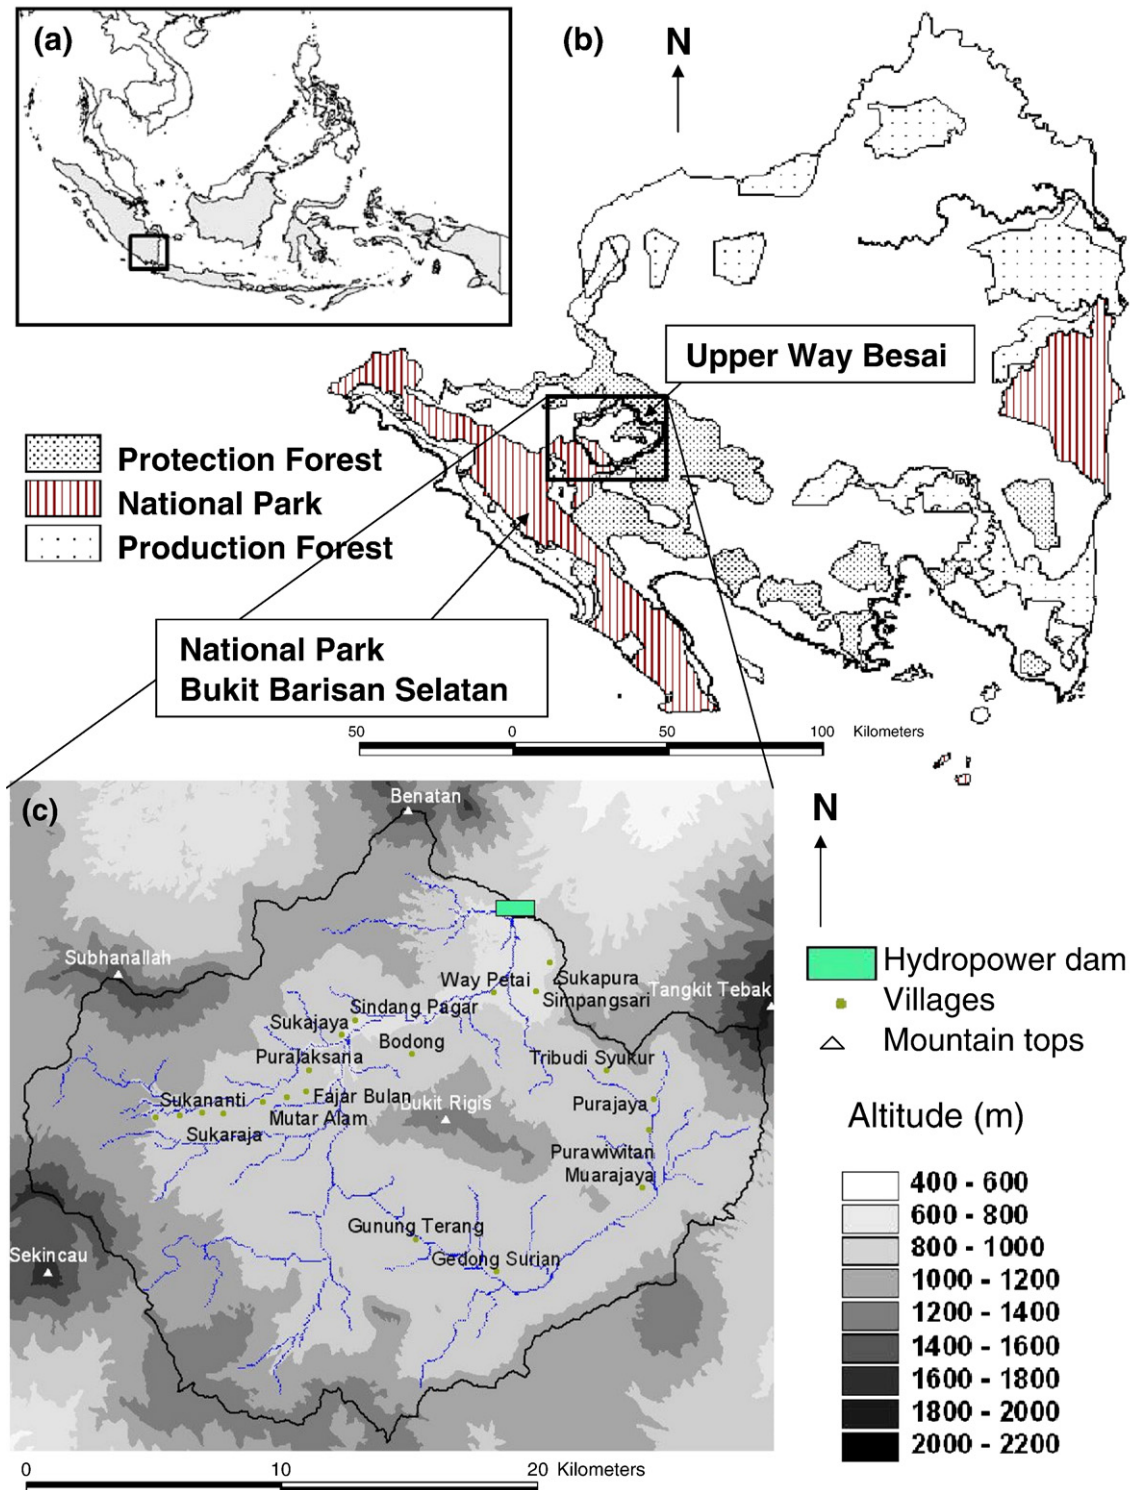 (a)
(b)
N
Upper Way Besai
Protection Forest
National Park
Production Forest
National Park
Bukit Barisan Selatan
50 0 50 100 Kilometers
(c)
Benatan
Subhanallah
Way Petai
Sukapura
Simpangsari
Tangkit Tebak
Sindang Pagar
Sukajaya
Bodong
Puralaksana
Tribudi Syukur
Sukananti
Fajar Bulan
Bukit Rigis
Purajaya
Mutar Alam
Sukaraja
Purawiwitan
Muarajaya
Gunung Terang
Sekincau
Gedong Surian
0 10 20 Kilometers
N
Hydropower dam
Villages
Mountain tops
Altitude (m)
400 - 600
600 - 800
800 - 1000
1000 - 1200
1200 - 1400
1400 - 1600
1600 - 1800
1800 - 2000
2000 - 2200